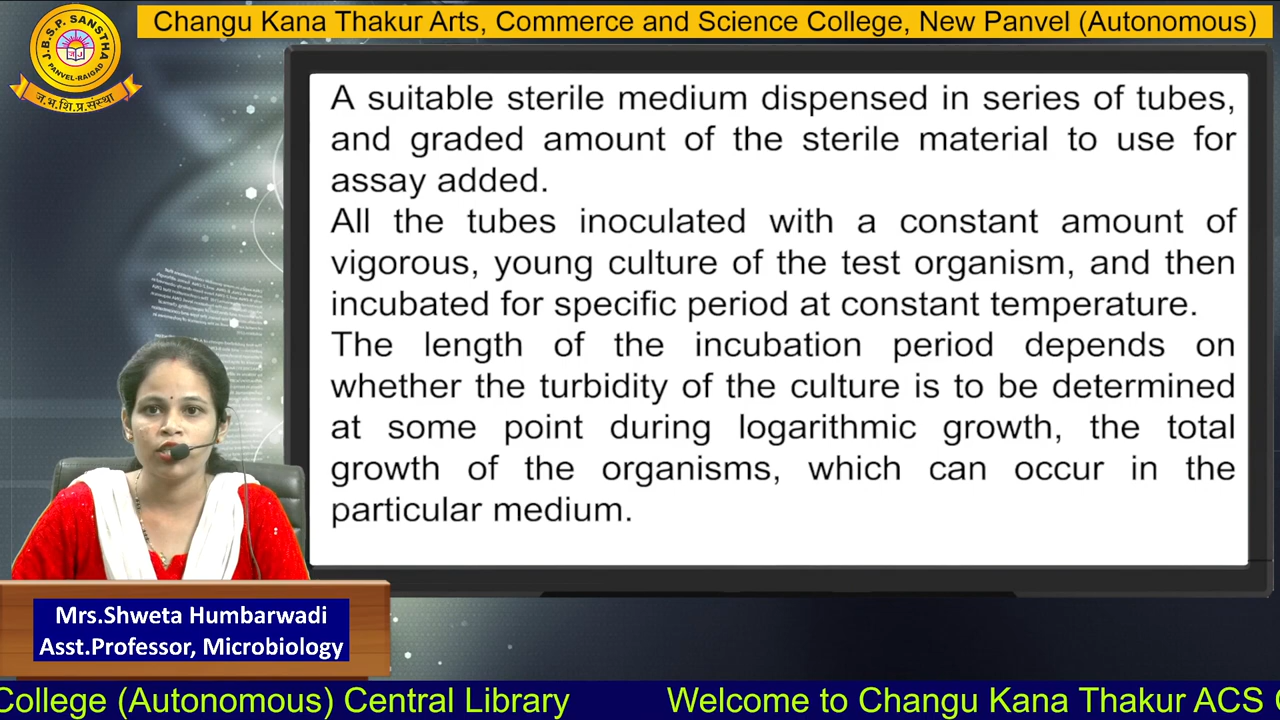 Changu Kana Thakur Arts, Commerce and Science College, New Panvel (Autonomous)
J.B.S.P. SANSTHA
PANVEL-RAIGAD
ज.भ.शि.प्र.संस्था
A suitable sterile medium dispensed in series of tubes,
and graded amount of the sterile material to use for
assay added.
All the tubes inoculated with a constant amount of
vigorous, young culture of the test organism, and then
incubated for specific period at constant temperature.
The length of the incubation period depends on
whether the turbidity of the culture is to be determined
at some point during logarithmic growth, the total
growth of the organisms, which can occur in the
particular medium.
Mrs.Shweta Humbarwadi
Asst.Professor, Microbiology
College (Autonomous) Central Library Welcome to Changu Kana Thakur ACS